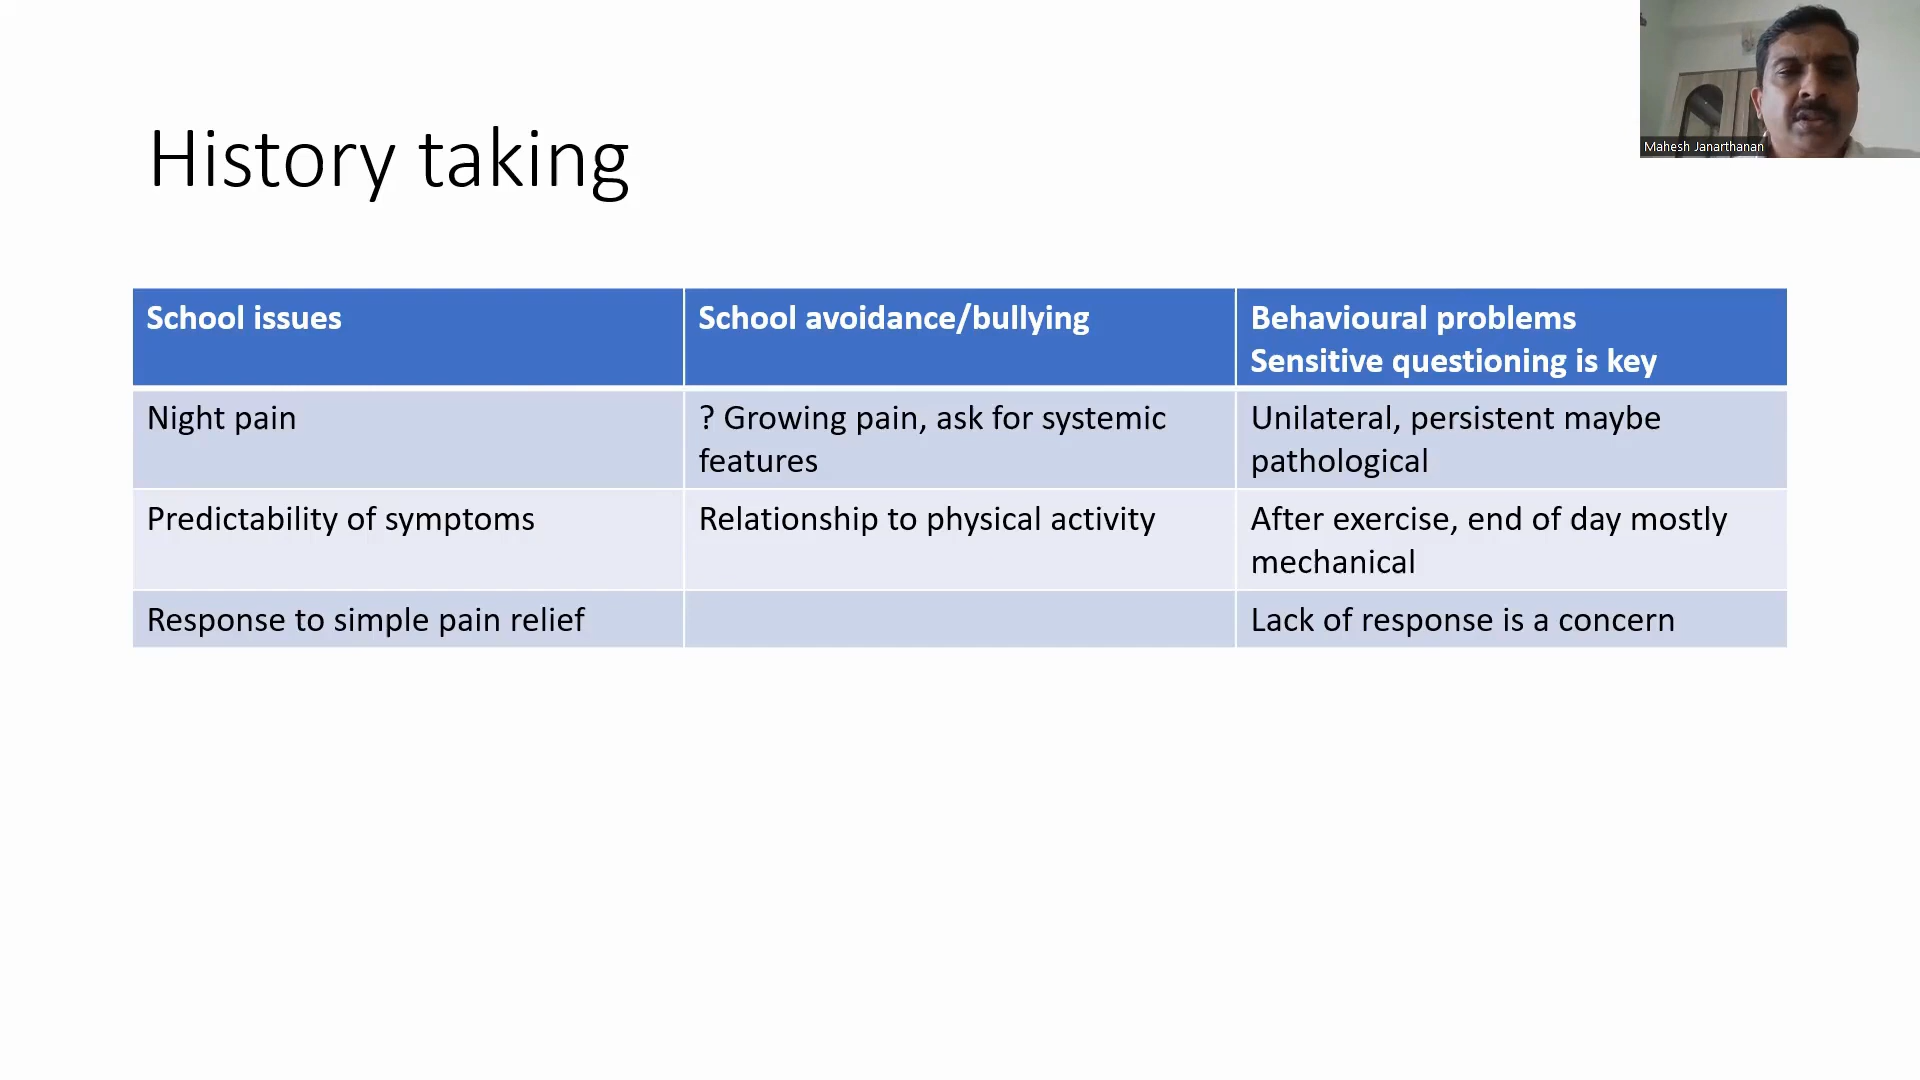 Mahesh Janarthanan
History taking
School issues
School avoidance/bullying
Behavioural problems
Sensitive questioning is key
Night pain
? Growing pain, ask for systemic
features
Unilateral, persistent maybe
pathological
Predictability of symptoms
Relationship to physical activity
After exercise, end of day mostly
mechanical
Response to simple pain relief
Lack of response is a concern